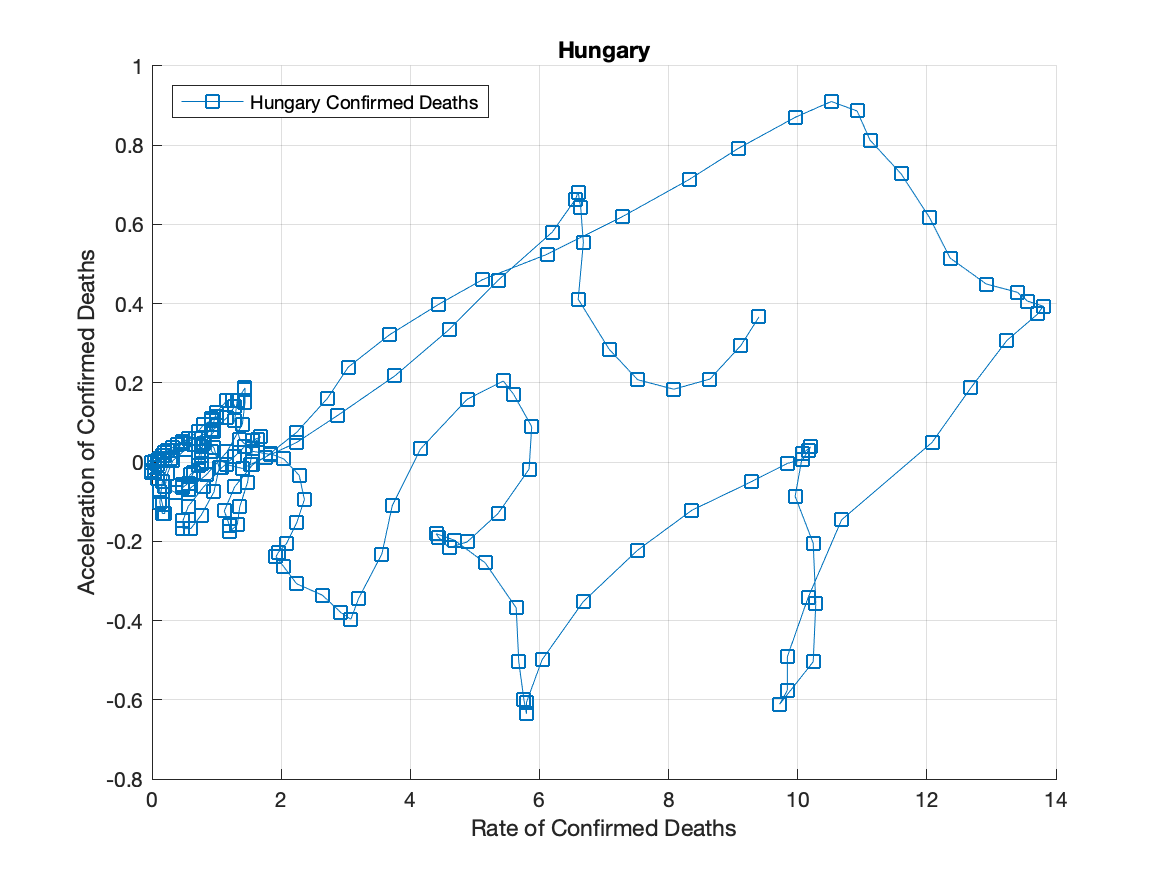 Hungary
Hungary Confirmed Deaths
1
0.8
0.6
0.4
0.2
0
-0.2
-0.4
-0.6
-0.8
Acceleration of Confirmed Deaths
0 2 4 6 8 10 12 14
Rate of Confirmed Deaths